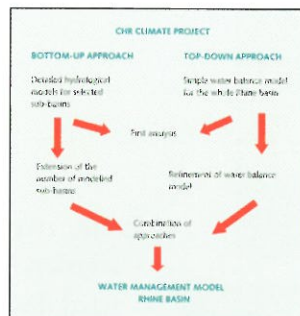 CHR CLIMATE PROJECT
BOTTOM-UP APPROACH
TOP-DOWN APPROACH
Detailed hydrological
models for selected
sub-basins
Simple water balance model
for the whole Rhine basin
First analysis
Extension of the
number of modeled
sub-basins
Refinement of water balance
model
Combination of
approaches
WATER MANAGEMENT MODEL
RHINE BASIN